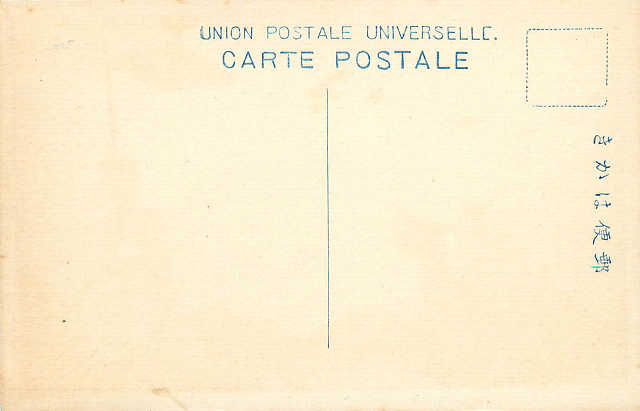 UNION POSTALE UNIVERSELLE.
CARTE POSTALE
郵便はかき